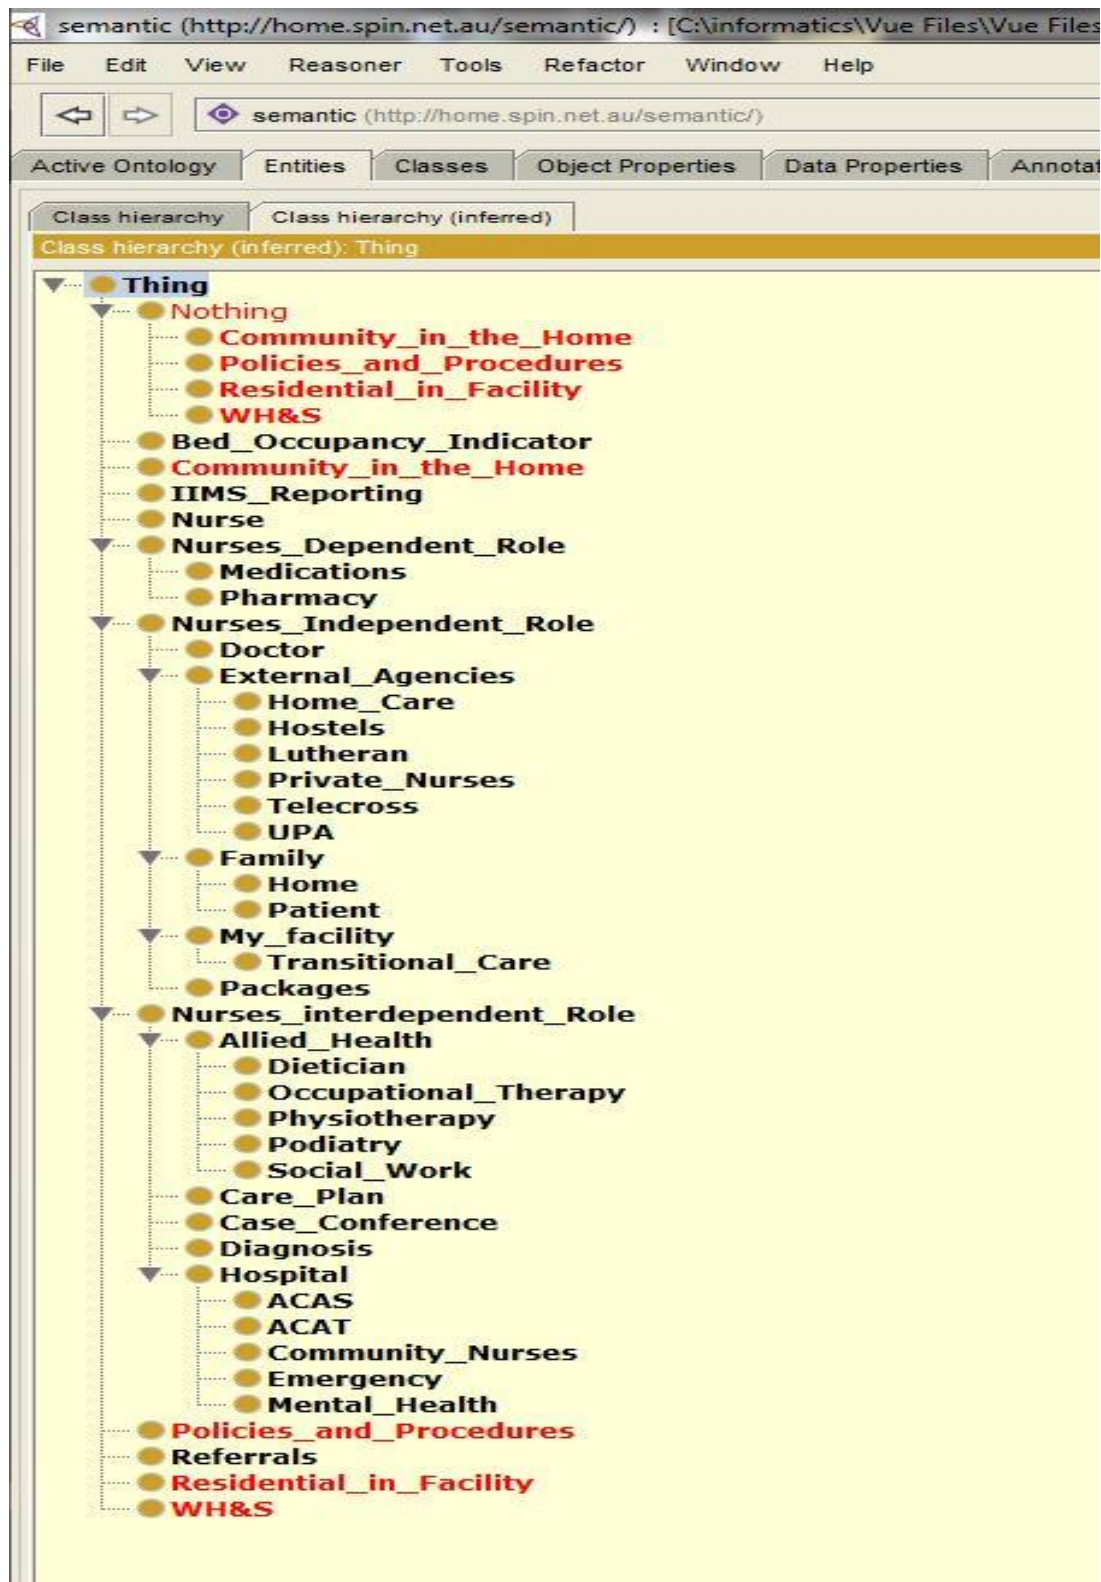 semantic (http://home.spin.net.au/semantic/) : [C:\informatics\Vue Files\Vue Files
File Edit View Reasoner Tools Refactor Window Help
semantic (http://home.spin.net.au/semantic/)
Active Ontology Entities Classes Object Properties Data Properties Annotat
Class hierarchy Class hierarchy (inferred)
Class hierarchy (inferred): Thing
Thing
Nothing
Community_in_the_Home
Policies_and_Procedures
Residential_in_Facility
WH&S
Bed_Occupancy_Indicator
Community_in_the_Home
IIMS_Reporting
Nurse
Nurses_Dependent_Role
Medications
Pharmacy
Nurses_Independent_Role
Doctor
External_Agencies
Home_Care
Hostels
Lutheran
Private_Nurses
Telecross
UPA
Family
Home
Patient
My_facility
Transitional_Care
Packages
Nurses_interdependent_Role
Allied_Health
Dietician
Occupational_Therapy
Physiotherapy
Podiatry
Social_Work
Care_Plan
Case_Conference
Diagnosis
Hospital
ACAS
ACAT
Community_Nurses
Emergency
Mental_Health
Policies_and_Procedures
Referrals
Residential_in_Facility
WH&S